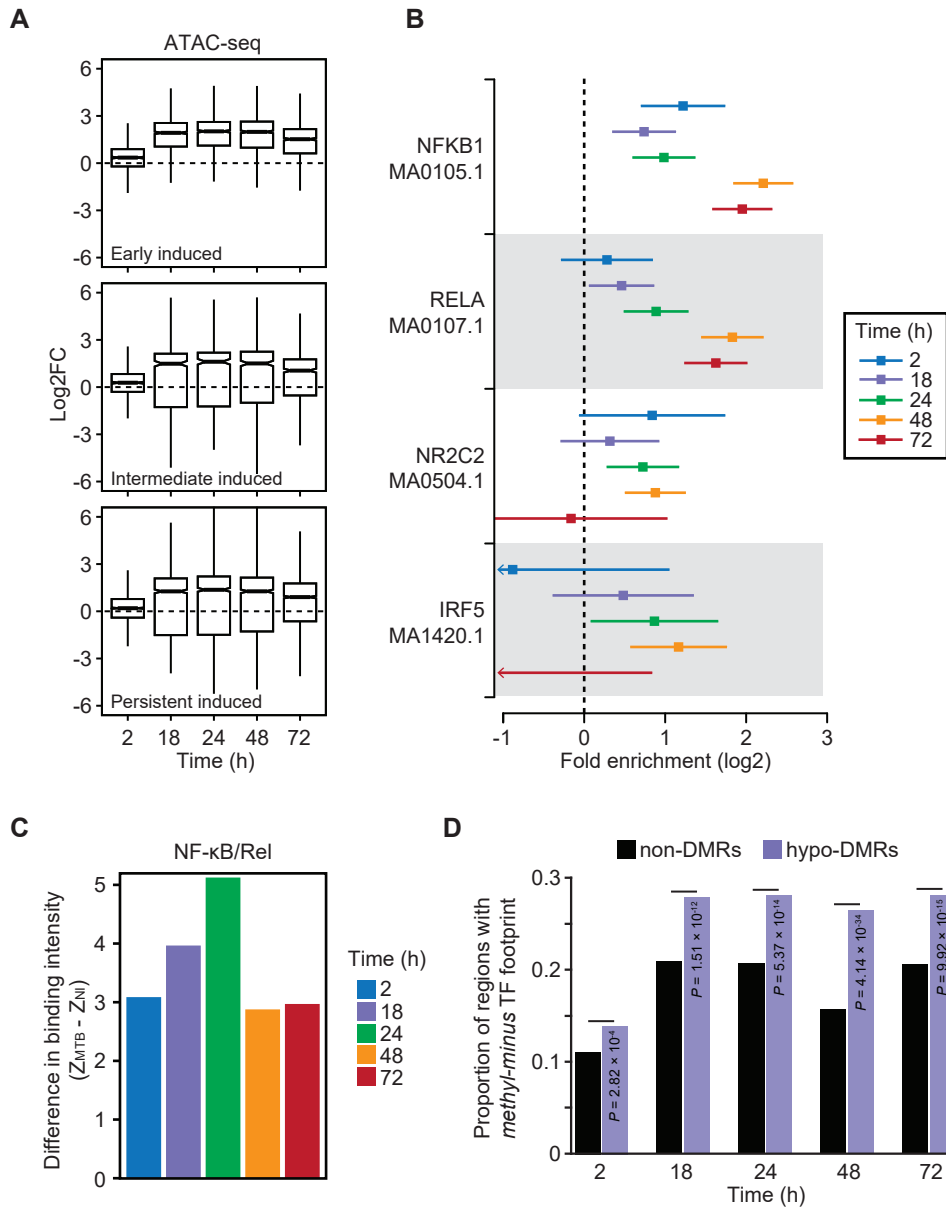 A
ATAC-seq
6
3
0
-3
-6
Early induced
6
3
0
-3
-6
Intermediate induced
6
3
0
-3
-6
Persistent induced
Log2FC
2 18 24 48 72
Time (h)
B
NFKB1
MA0105.1
RELA
MA0107.1
NR2C2
MA0504.1
IRF5
MA1420.1
-1 0 1 2 3
Fold enrichment (log2)
Time (h)
2
18
24
48
72
C
NF-κB/Rel
Difference in binding intensity
(ZMTB - ZNI)
5
4
3
2
1
0
Time (h)
2
18
24
48
72
D
non-DMRs hypo-DMRs
Proportion of regions with
methyl-minus TF footprint
0.3
0.2
0.1
0
P = 2.82 × 10-4
P = 1.51 × 10-12
P = 5.37 × 10-14
P = 4.14 × 10-34
P = 9.92 × 10-15
2 18 24 48 72
Time (h)